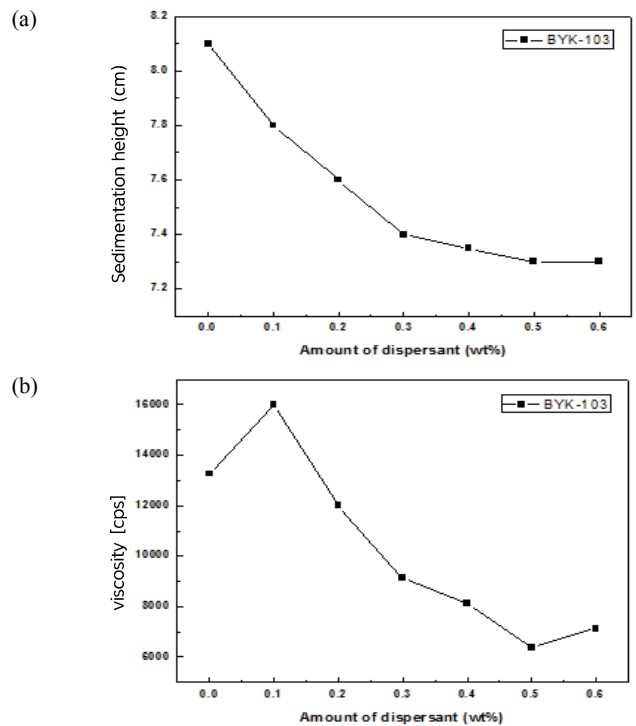 (a)
BYK-103
Sedimentation height (cm)
8.2
8.0
7.8
7.6
7.4
7.2
0.0 0.1 0.2 0.3 0.4 0.5 0.6
Amount of dispersant (wt%)
(b)
BYK-103
viscosity [cps]
16000
14000
12000
10000
8000
6000
0.0 0.1 0.2 0.3 0.4 0.5 0.6
Amount of dispersant (wt%)